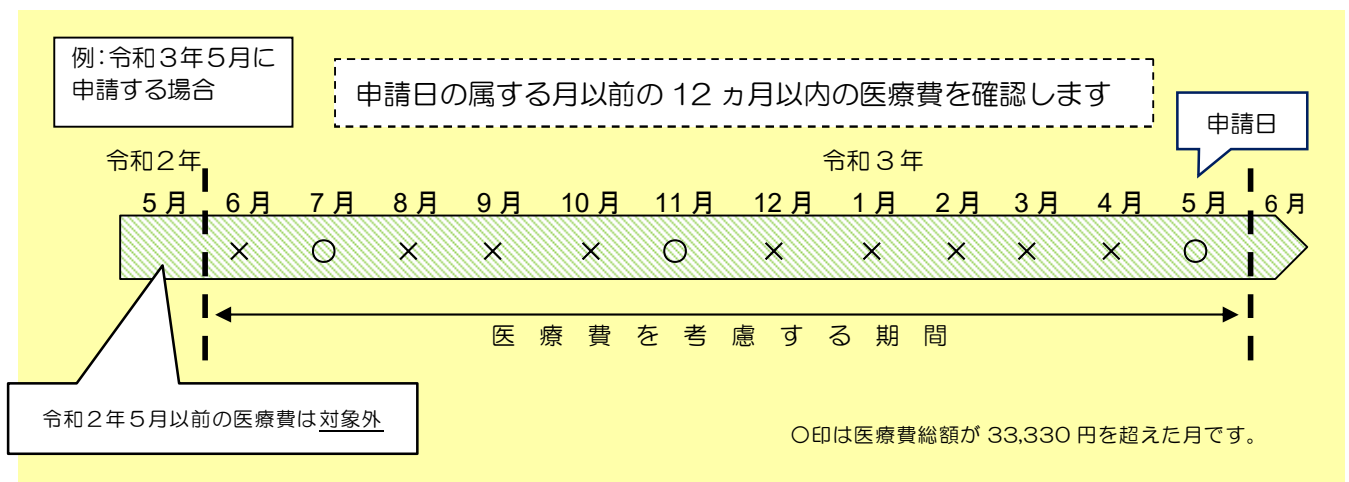 例：令和３年５月に
申請する場合
申請日の属する月以前の 12 ヵ月以内の医療費を確認します
申請日
令和２年
令和３年
5 月 6 月 7 月 8 月 9 月 10 月 11 月 12 月 1 月 2 月 3 月 4 月 5 月 6 月
× ○ × × × ○ × × × × × ○
医療費を考慮する期間
令和２年５月以前の医療費は対象外
○印は医療費総額が 33,330 円を超えた月です。